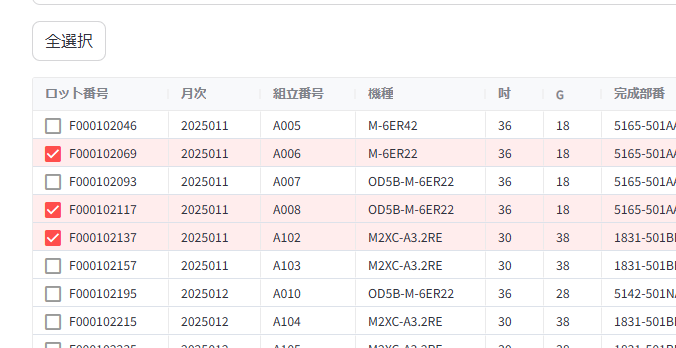 全選択
ロット番号 月次 組立番号 機種 吋 G 完成部番
F000102046 2025011 A005 M-6ER42 36 18 5165-501A
F000102069 2025011 A006 M-6ER22 36 18 5165-501A
F000102093 2025011 A007 OD5B-M-6ER22 36 18 5165-501A
F000102117 2025011 A008 OD5B-M-6ER22 36 18 5165-501A
F000102137 2025011 A102 M2XC-A3.2RE 30 38 1831-501B
F000102157 2025011 A103 M2XC-A3.2RE 30 38 1831-501B
F000102195 2025012 A010 OD5B-M-6ER22 36 28 5142-501N
F000102215 2025012 A104 M2XC-A3.2RE 30 38 1831-501B